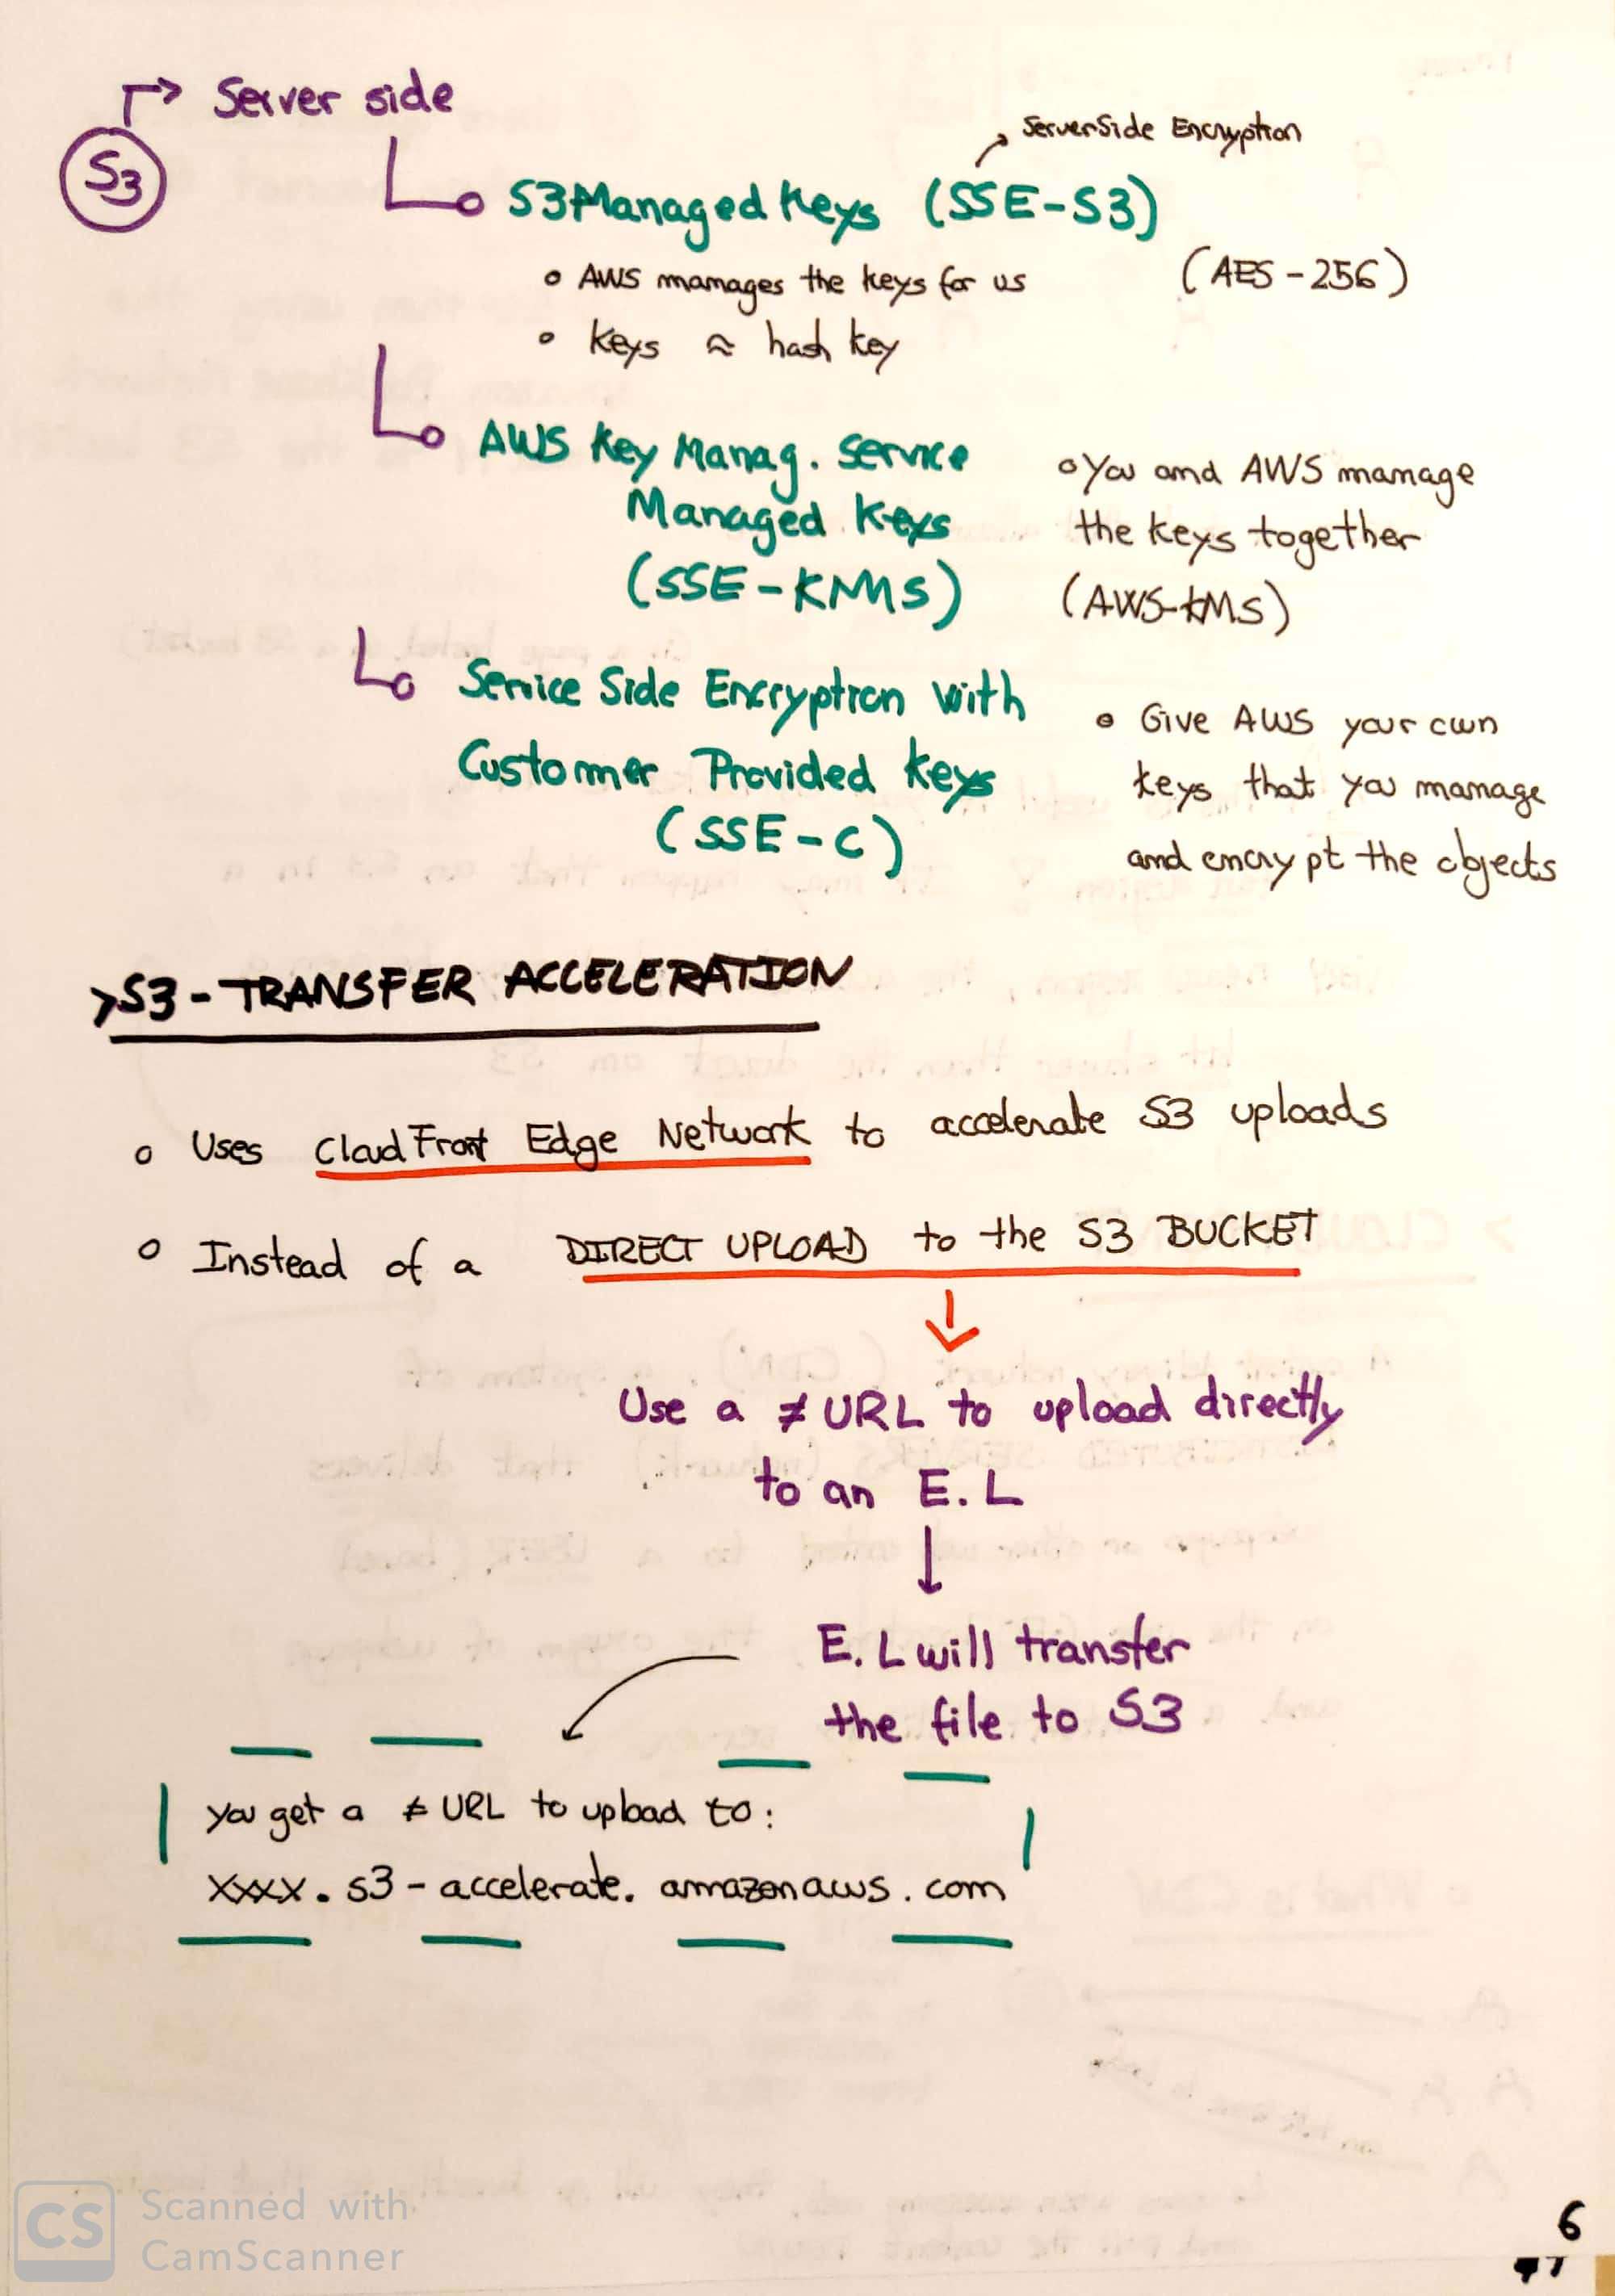 Server side
S3
ServerSide Encryption
S3 Managed Keys (SSE-S3)
(AES-256)
AWS manages the keys for us
Keys ≈ hash key
AWS Key Manag. Service
Managed Keys
(SSE-KMS)
You and AWS manage
the keys together
(AWS-KMS)
Service Side Encryption with
Customer Provided Keys
(SSE-C)
Give AWS your own
keys that you manage
and encrypt the objects
>S3-TRANSFER ACCELERATION
Uses CloudFront Edge Network to accelerate S3 uploads
Instead of a DIRECT UPLOAD to the S3 BUCKET
Use a ≠ URL to upload directly
to an E.L
E.L will transfer
the file to S3
you get a ≠ URL to upload to:
xxxx.s3-accelerate.amazonaws.com
6
CS
Scanned with
CamScanner